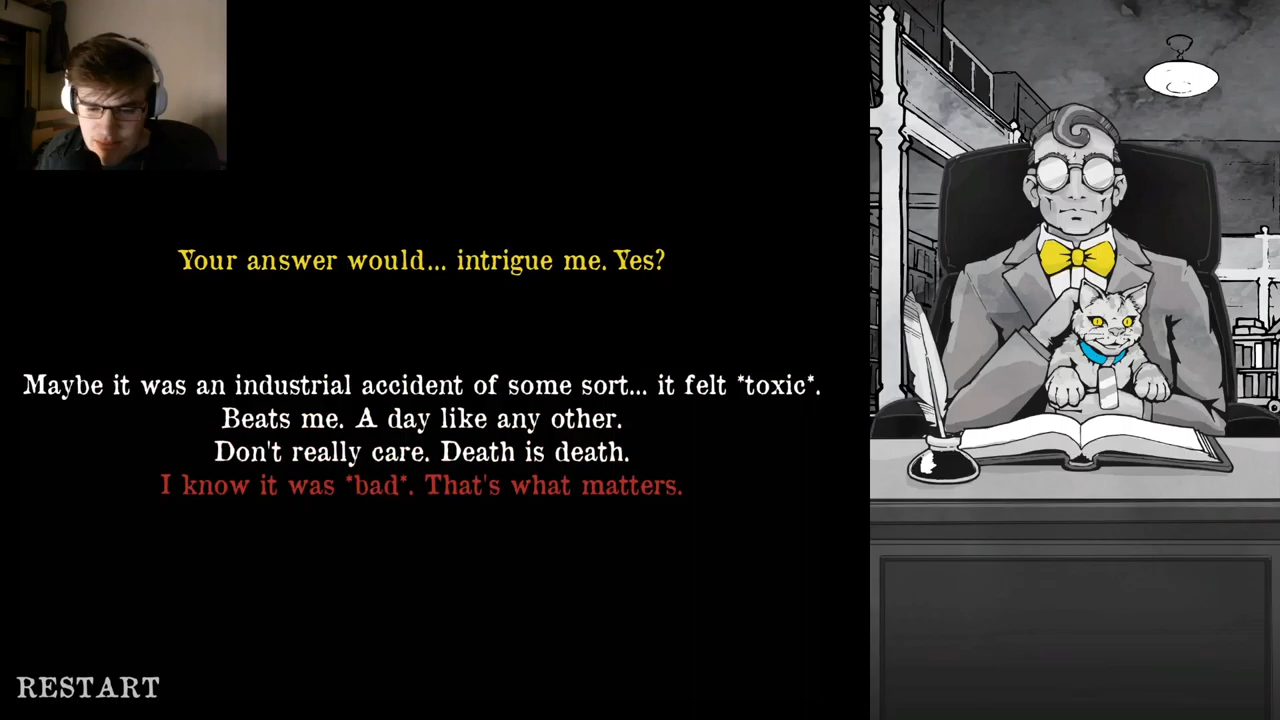 Your answer would... intrigue me. Yes?
Maybe it was an industrial accident of some sort... it felt *toxic*.
Beats me. A day like any other.
Don't really care. Death is death.
I know it was *bad*. That's what matters.
RESTART